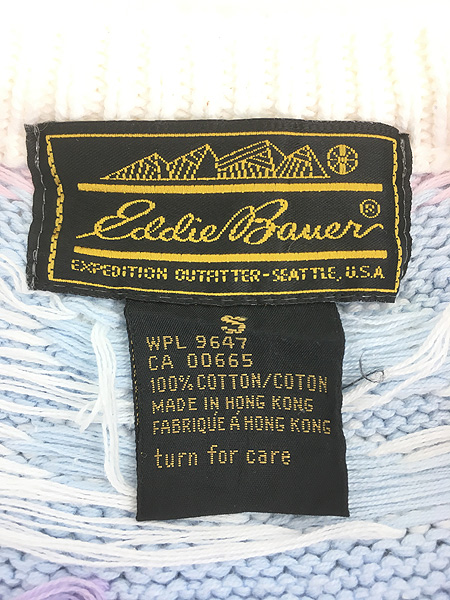 Eddie Bauer®
EXPEDITION OUTFITTER-SEATTLE, U.S.A.
S
WPL 9647
CA 00665
100% COTTON/COTON
MADE IN HONG KONG
FABRIQUÉ Á HONG KONG
turn for care